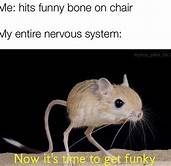 Me: hits funny bone on chair
My entire nervous system:
Now it's time to get funky